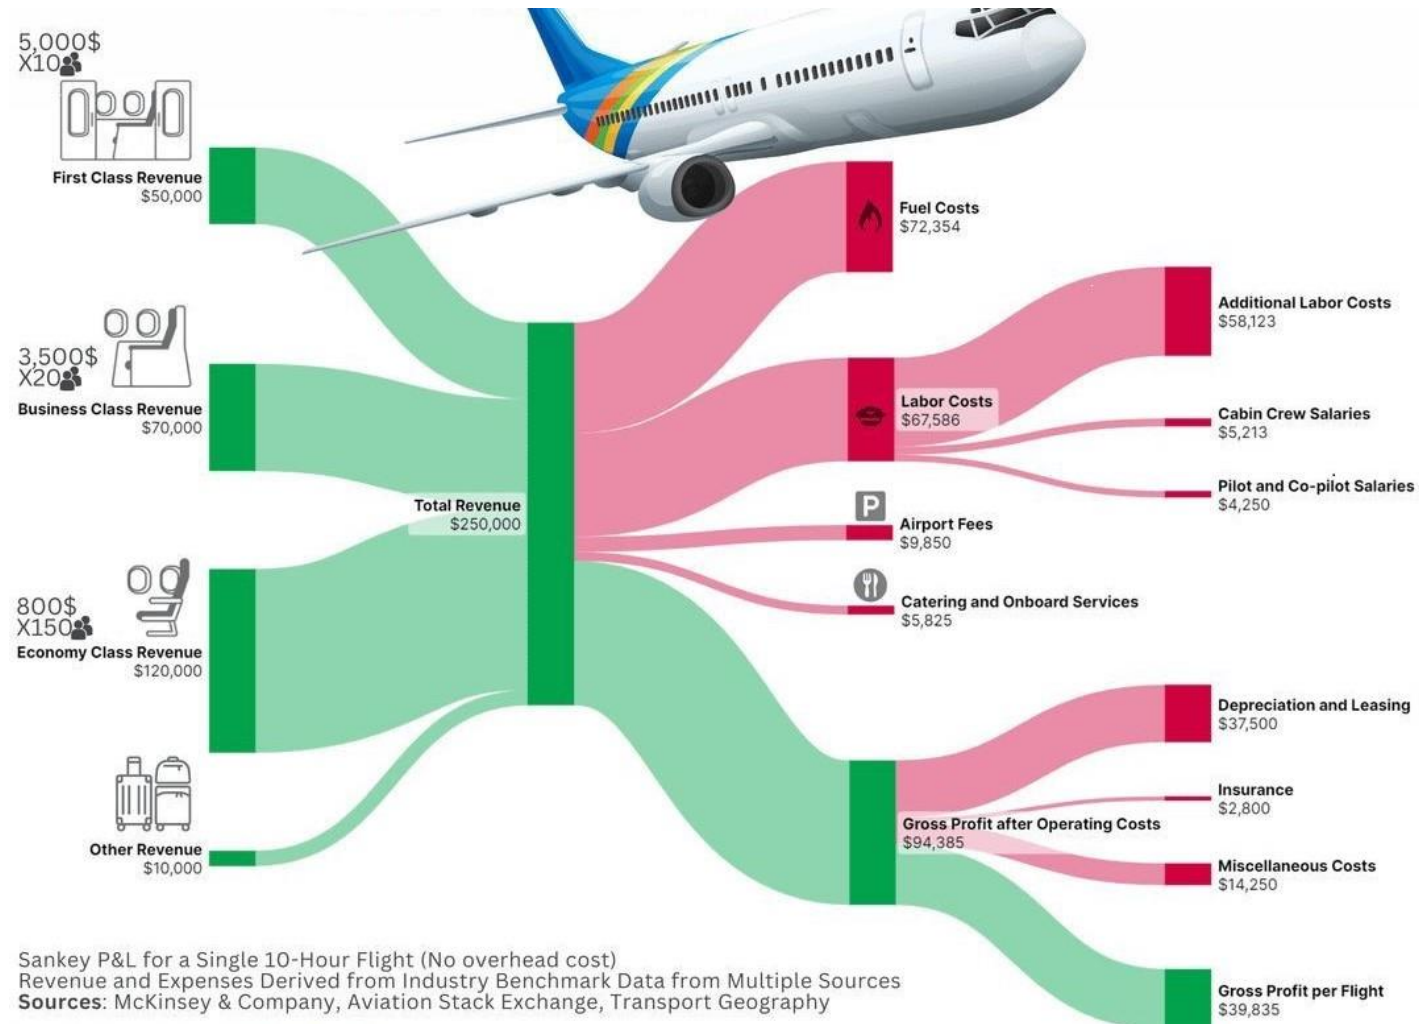 5,000$
X10
First Class Revenue
$50,000
3,500$
X20
Business Class Revenue
$70,000
800$
X150
Economy Class Revenue
$120,000
Other Revenue
$10,000
Total Revenue
$250,000
Fuel Costs
$72,354
Labor Costs
$67,586
P
Airport Fees
$9,850
Catering and Onboard Services
$5,825
Gross Profit after Operating Costs
$94,385
Additional Labor Costs
$58,123
Cabin Crew Salaries
$5,213
Pilot and Co-pilot Salaries
$4,250
Depreciation and Leasing
$37,500
Insurance
$2,800
Miscellaneous Costs
$14,250
Gross Profit per Flight
$39,835
Sankey P&L for a Single 10-Hour Flight (No overhead cost)
Revenue and Expenses Derived from Industry Benchmark Data from Multiple Sources
Sources: McKinsey & Company, Aviation Stack Exchange, Transport Geography